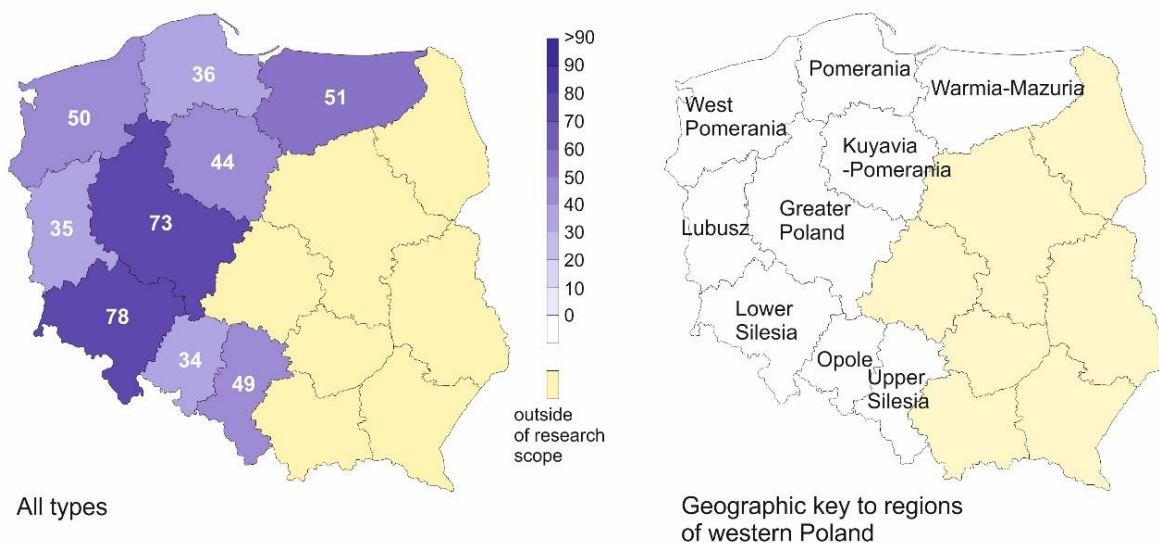 36
50
51
44
35
73
78
34
49
>90
90
80
70
60
50
40
30
20
10
0
outside
of research
scope
All types
Pomerania
Warmia-Mazuria
West
Pomerania
Kuyavia
-Pomerania
Lubusz
Greater
Poland
Lower
Silesia
Opole
Upper
Silesia
Geographic key to regions
of western Poland